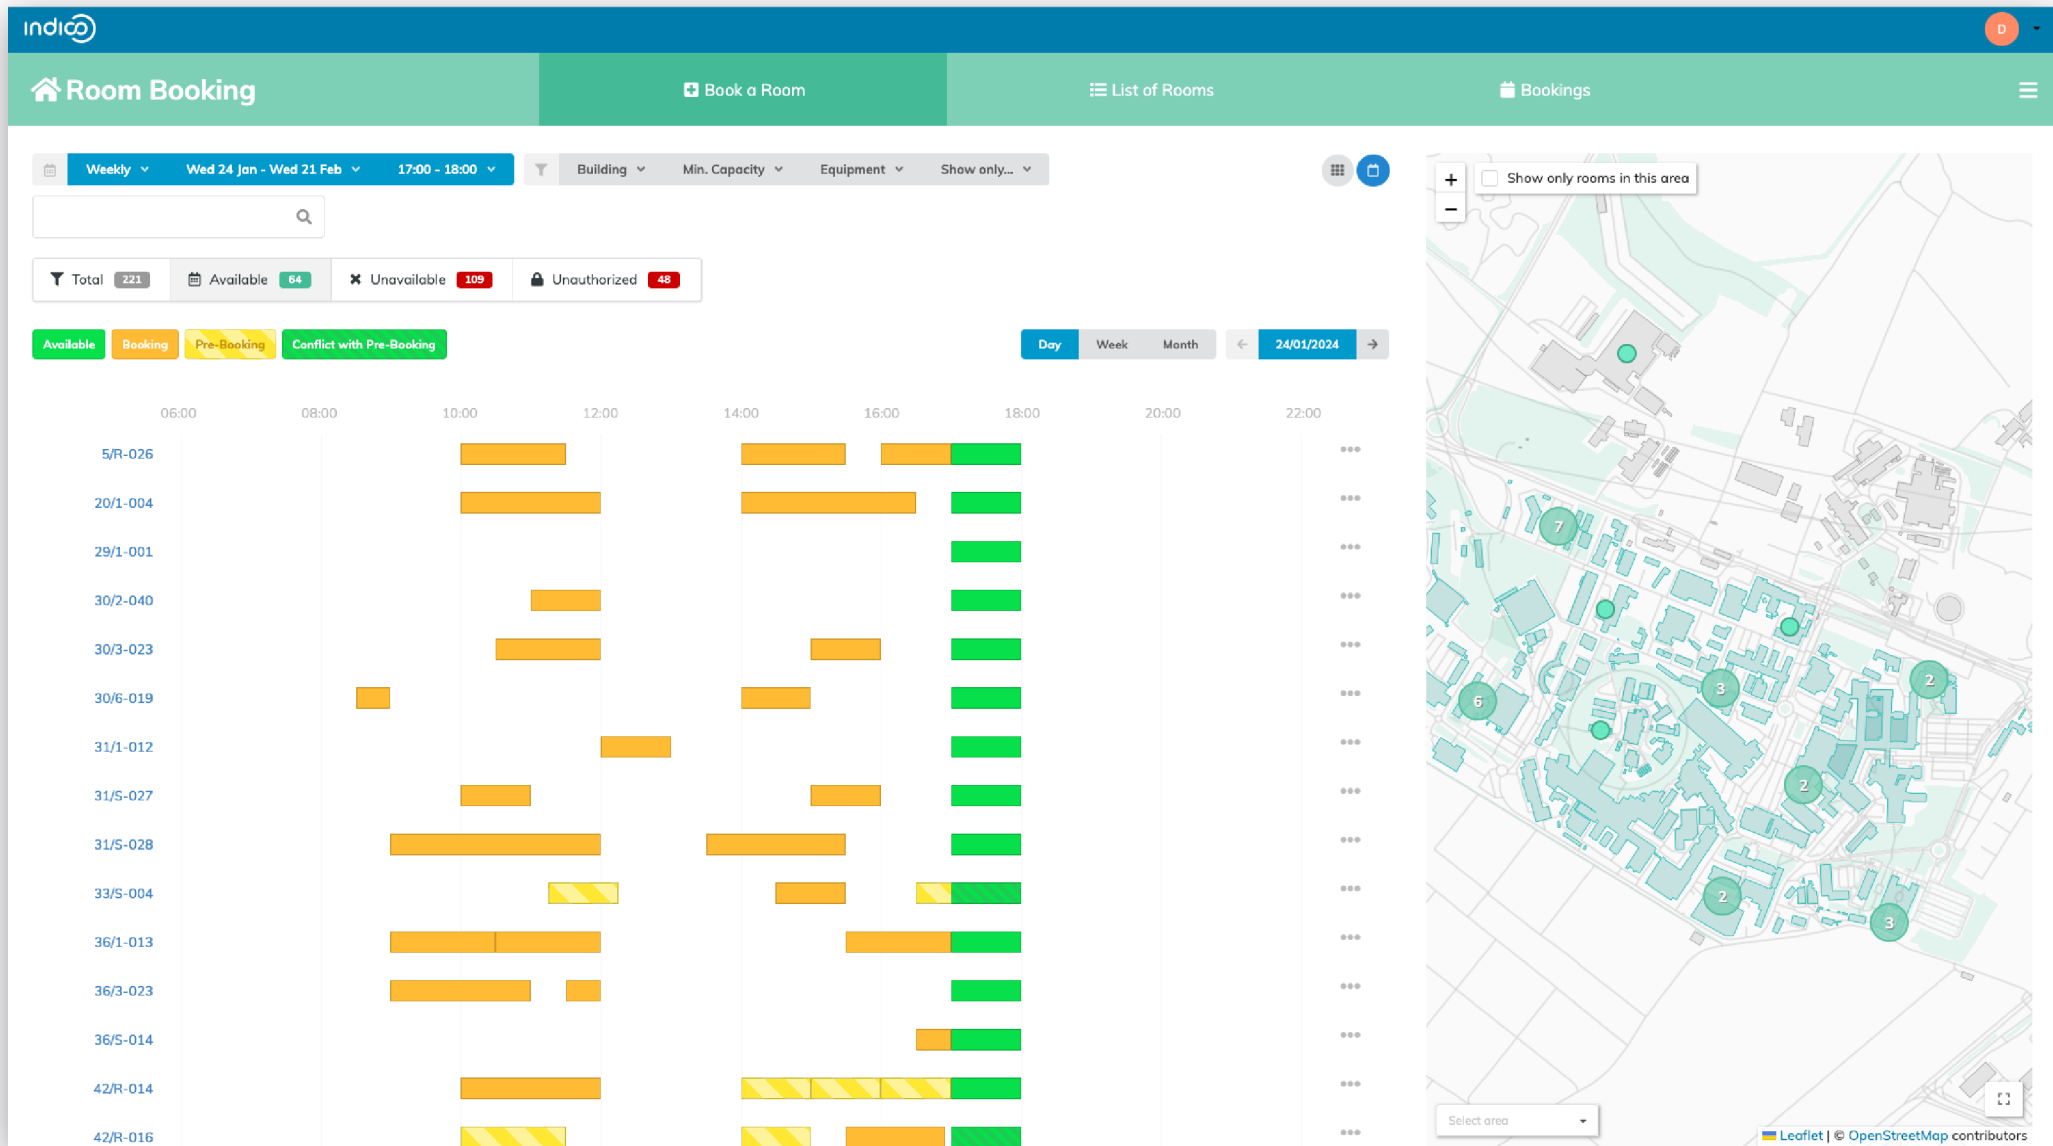 indico
D
Room Booking
Book a Room
List of Rooms
Bookings
Weekly
Wed 24 Jan - Wed 21 Feb
17:00 - 18:00
Building
Min. Capacity
Equipment
Show only...
Total 221
Available 64
Unavailable 109
Unauthorized 48
Available
Booking
Pre-Booking
Conflict with Pre-Booking
Day
Week
Month
24/01/2024
06:00 08:00 10:00 12:00 14:00 16:00 18:00 20:00 22:00
5/R-026
20/1-004
29/1-001
30/2-040
30/3-023
30/6-019
31/1-012
31/S-027
31/S-028
33/S-004
36/1-013
36/3-023
36/S-014
42/R-014
42/R-016
+
−
Show only rooms in this area
7
3
2
6
2
2
3
Select area
Leaflet | © OpenStreetMap contributors